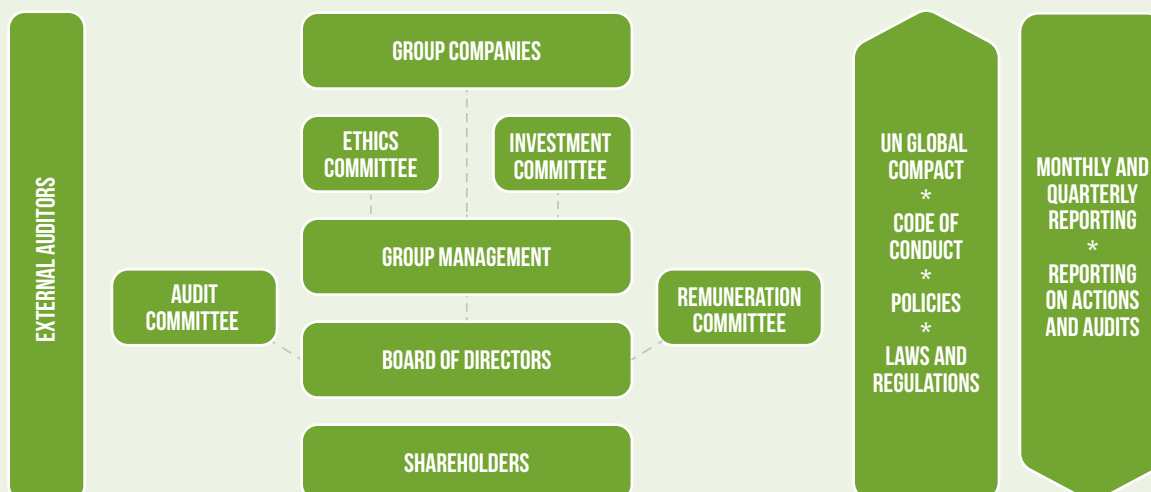 EXTERNAL AUDITORS
GROUP COMPANIES
ETHICS
COMMITTEE
INVESTMENT
COMMITTEE
GROUP MANAGEMENT
AUDIT
COMMITTEE
REMUNERATION
COMMITTEE
BOARD OF DIRECTORS
SHAREHOLDERS
UN GLOBAL
COMPACT
*
CODE OF
CONDUCT
*
POLICIES
*
LAWS AND
REGULATIONS
MONTHLY AND
QUARTERLY
REPORTING
*
REPORTING
ON ACTIONS
AND AUDITS